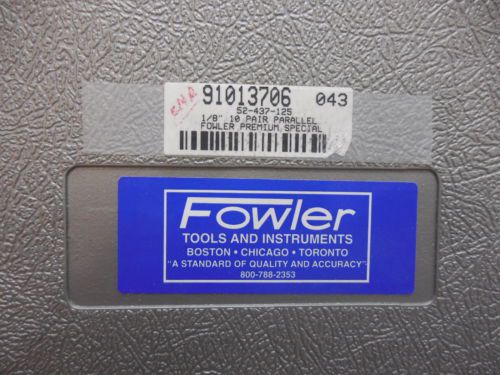 END
91013706 043
52-437-125
1/8" 10 PAIR PARALLEL
FOWLER PREMIUM SPECIAL
Fowler
TOOLS AND INSTRUMENTS
BOSTON • CHICAGO • TORONTO
"A STANDARD OF QUALITY AND ACCURACY"
800-788-2353